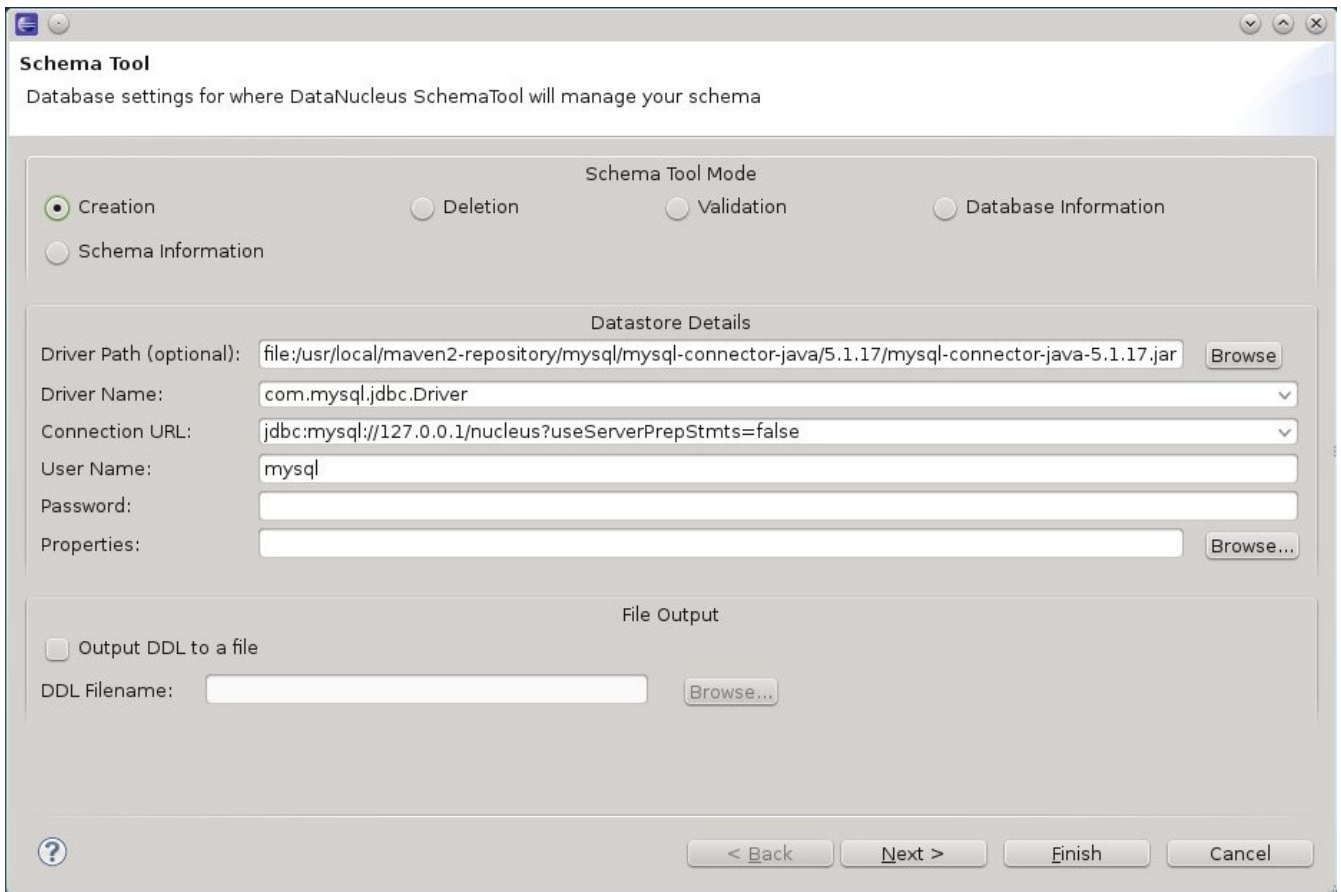 Schema Tool
Database settings for where DataNucleus SchemaTool will manage your schema
Schema Tool Mode
Creation Deletion Validation Database Information
Schema Information
Datastore Details
Driver Path (optional): file:/usr/local/maven2-repository/mysql/mysql-connector-java/5.1.17/mysql-connector-java-5.1.17.jar Browse
Driver Name: com.mysql.jdbc.Driver
Connection URL: jdbc:mysql://127.0.0.1/nucleus?useServerPrepStmts=false
User Name: mysql
Password:
Properties: Browse...
File Output
Output DDL to a file
DDL Filename: Browse...
? < Back Next > Finish Cancel